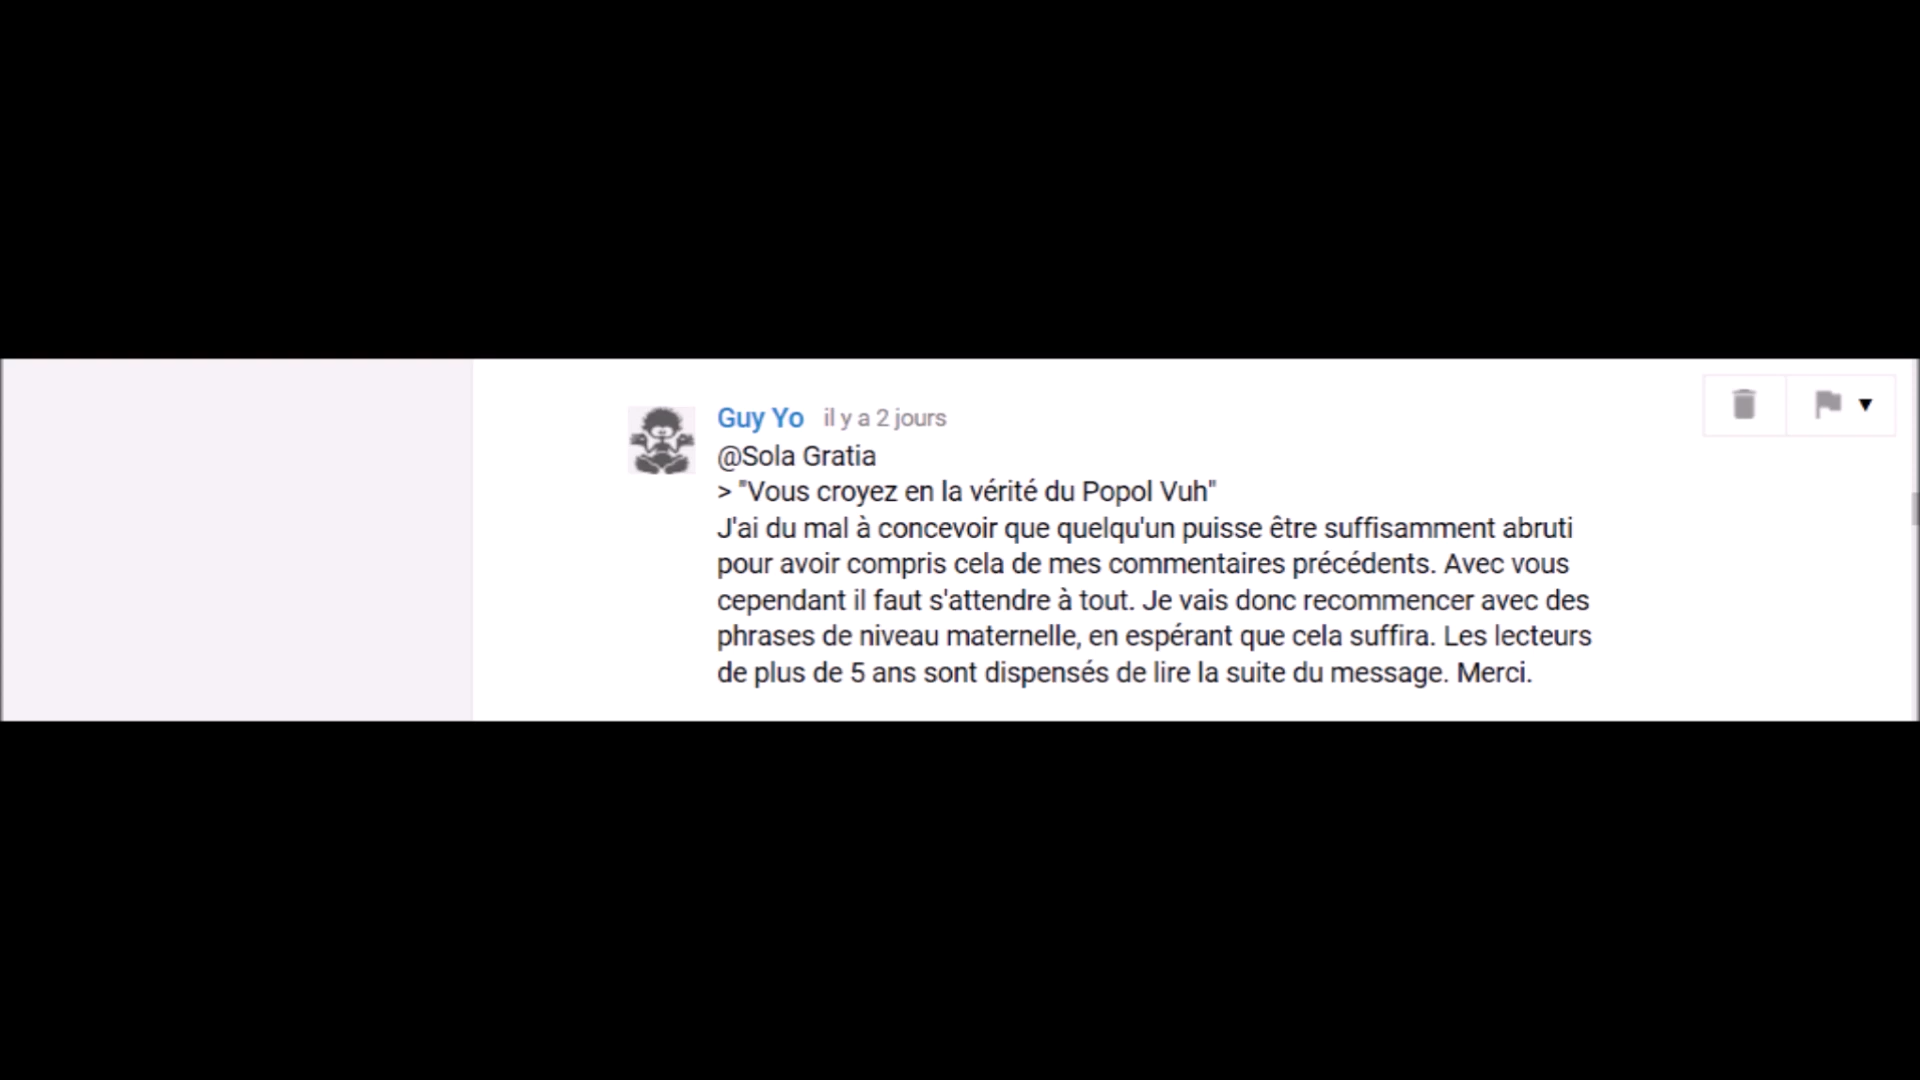 Guy Yo il y a 2 jours
@Sola Gratia
> "Vous croyez en la vérité du Popol Vuh"
J'ai du mal à concevoir que quelqu'un puisse être suffisamment abruti
pour avoir compris cela de mes commentaires précédents. Avec vous
cependant il faut s'attendre à tout. Je vais donc recommencer avec des
phrases de niveau maternelle, en espérant que cela suffira. Les lecteurs
de plus de 5 ans sont dispensés de lire la suite du message. Merci.